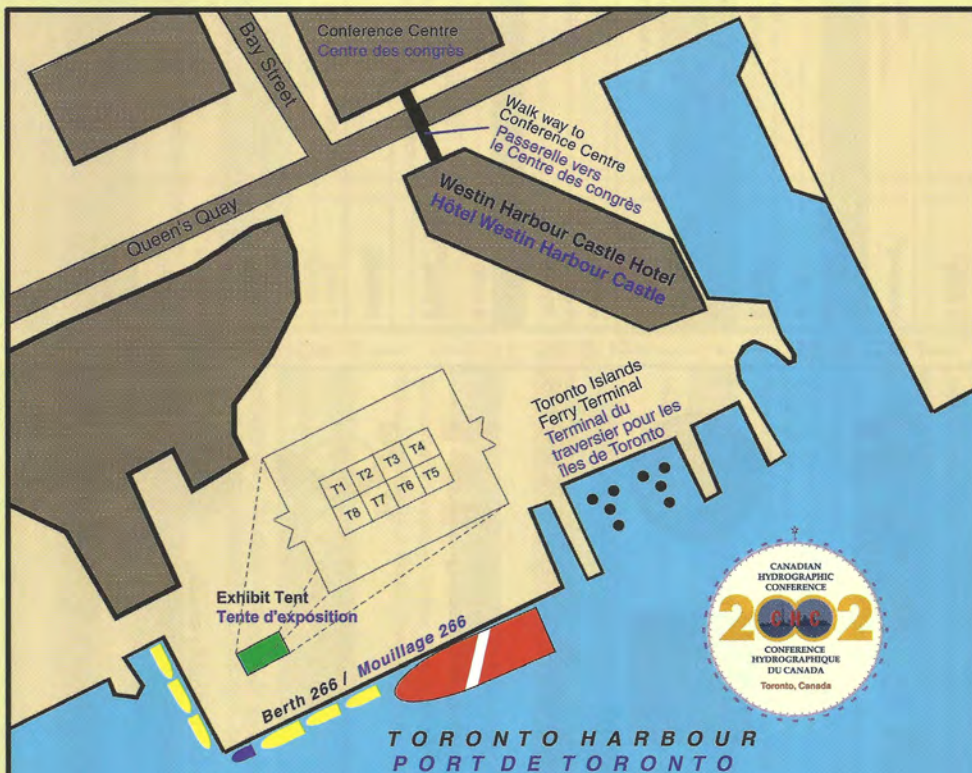 Conference Centre
Centre des congrès
Bay Street
Walk way to
Conference Centre
Passerelle vers
le Centre des congrès
Queen's Quay
Westin Harbour Castle Hotel
Hôtel Westin Harbour Castle
Toronto Islands
Ferry Terminal
Terminal du
traversier pour les
îles de Toronto
T1 T2 T3 T4
T8 T7 T6 T5
Exhibit Tent
Tente d'exposition
Berth 266 / Mouillage 266
CANADIAN
HYDROGRAPHIC
CONFERENCE
2002
C.H.C
CONFERENCE
HYDROGRAPHIQUE
DU CANADA
Toronto, Canada
TORONTO HARBOUR
PORT DE TORONTO